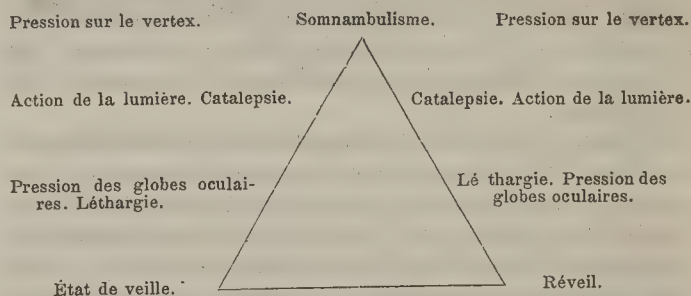 Pression sur le vertex. Somnambulisme. Pression sur le vertex.
Action de la lumière. Catalepsie. Catalepsie. Action de la lumière.
Pression des globes oculai-
res. Léthargie.
Lé thargie. Pression des
globes oculaires.
État de veille. Réveil.